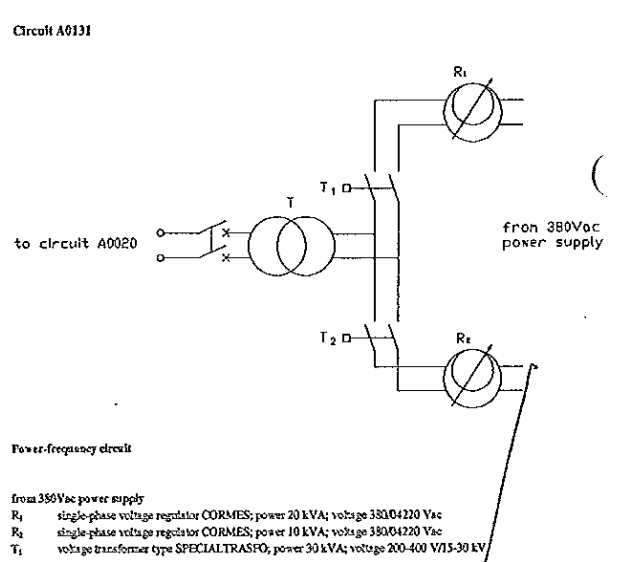 Circuit A0131
R1
T1
T
to circuit A0020
from 380Vac
power supply
T2
R2
Power-frequency circuit
from 380Vac power supply
R1 single-phase voltage regulator CORMES; power 20 kVA; voltage 380/04220 Vac
R2 single-phase voltage regulator CORMES; power 10 kVA; voltage 380/04220 Vac
T1 voltage transformer type SPECIALTRASFO; power 30 kVA; voltage 200-400 V/15-30 kV